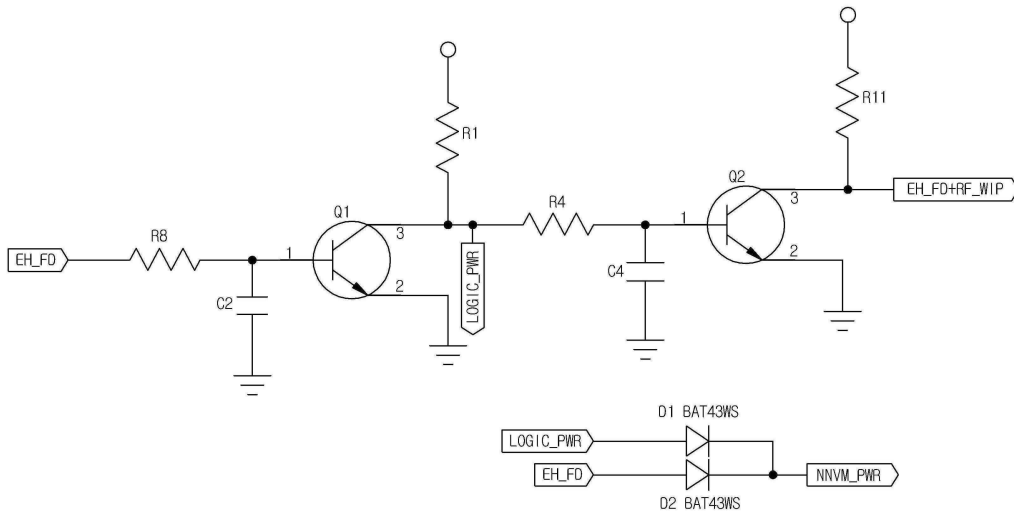 R11
R1
Q2
EH_FD+RF_WIP
3
R4
Q1
1
3
R8
2
EH_FD
1
LOGIC_PWR
C4
2
C2
D1 BAT43WS
LOGIC_PWR
EH_FD
NNVM_PWR
D2 BAT43WS